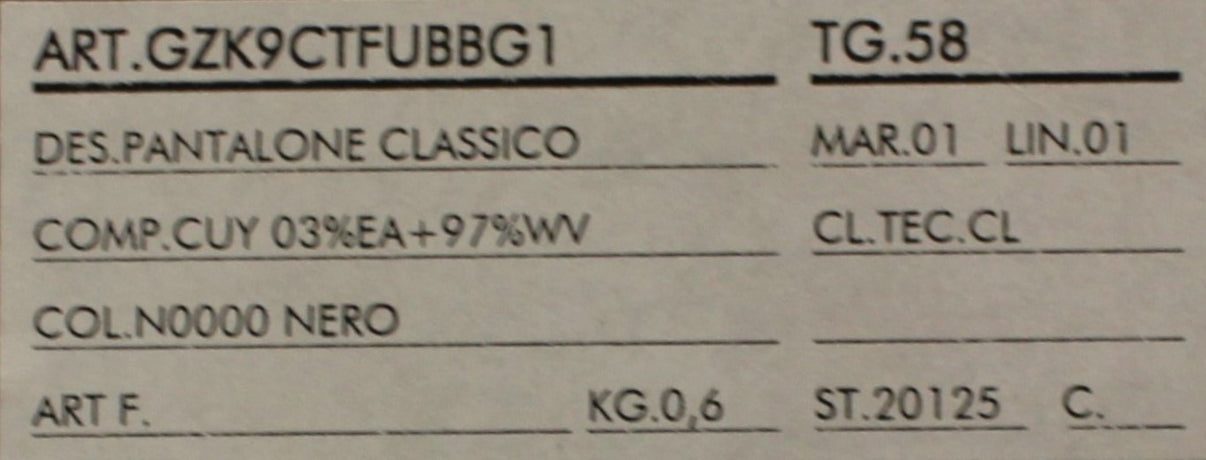 ART.GZK9CTFUBBG1 TG.58
DES.PANTALONE CLASSICO MAR.01 LIN.01
COMP.CUY 03%EA+97%WV CL.TEC.CL
COL.N0000 NERO
ART F. KG.0,6 ST.20125 C.